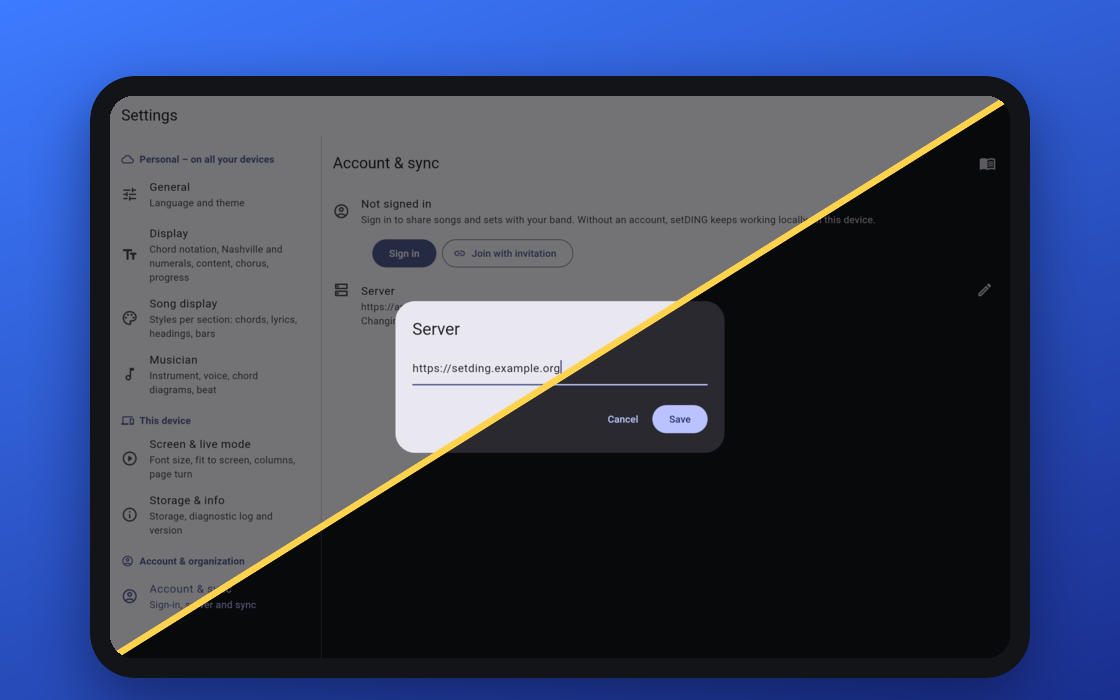 Settings
Personal – on all your devices
General
Language and theme
Display
Chord notation, Nashville and
numerals, content, chorus,
progress
Song display
Styles per section: chords, lyrics,
headings, bars
Musician
Instrument, voice, chord
diagrams, beat
This device
Screen & live mode
Font size, fit to screen, columns,
page turn
Storage & info
Storage, diagnostic log and
version
Account & organization
Account & sync
Sign-in, server and sync
Account & sync
Not signed in
Sign in to share songs and sets with your band. Without an account, setDING keeps working locally on this device.
Sign in
Join with invitation
Server
https://a
Changin
Server
https://setding.example.org
Cancel
Save